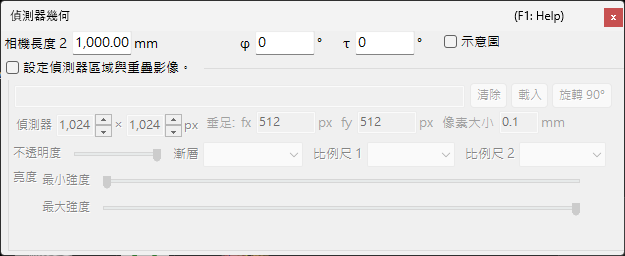 偵測器幾何 (F1: Help) x
相機長度 2 1,000.00 mm φ 0 ° τ 0 ° 示意圖
設定偵測器區域與重疊影像。
清除 載入 旋轉 90°
偵測器 1,024 × 1,024 px 垂足: fx 512 px fy 512 px 像素大小 0.1 mm
不透明度 漸層 比例尺 1 比例尺 2
亮度 最小強度
最大強度